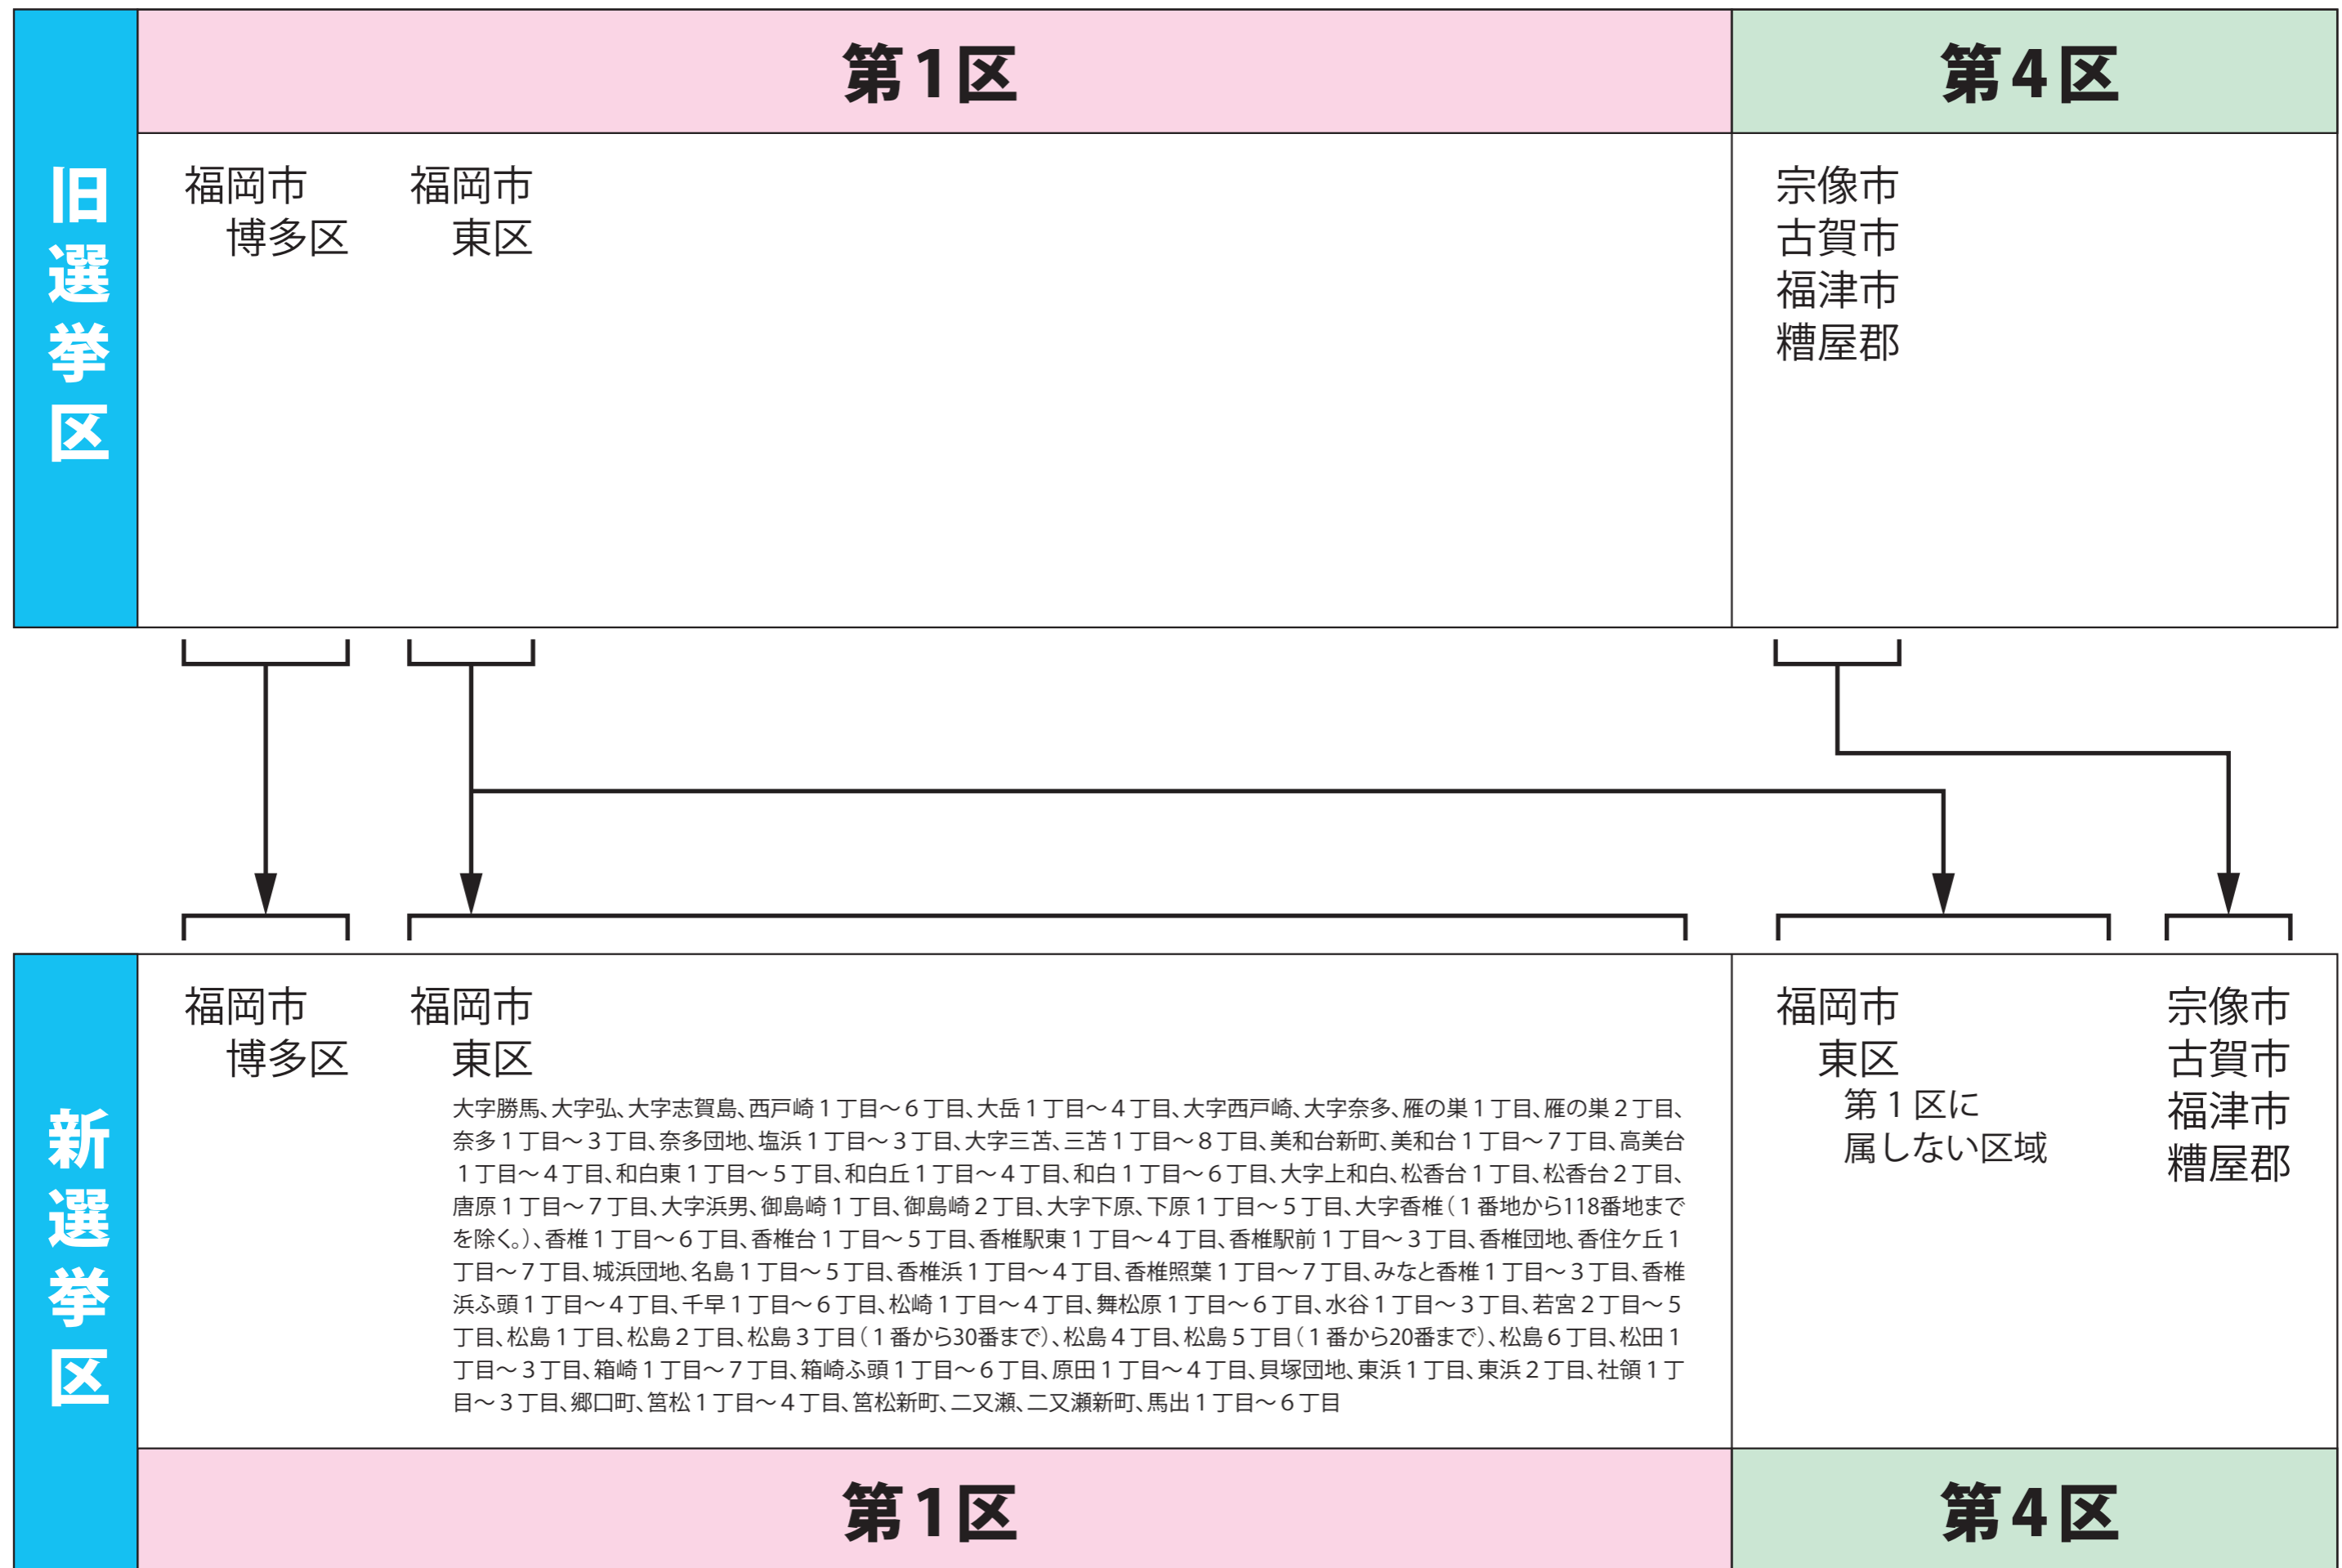 第1区
第4区
旧選挙区
福岡市
博多区
福岡市
東区
宗像市
古賀市
福津市
糟屋郡
新選挙区
福岡市
博多区
福岡市
東区
大字勝馬、大字弘、大字志賀島、西戸崎1丁目～6丁目、大岳1丁目～4丁目、大字西戸崎、大字奈多、雁の巣1丁目、雁の巣2丁目、
奈多1丁目～3丁目、奈多団地、塩浜1丁目～3丁目、大字三苫、三苫1丁目～8丁目、美和台新町、美和台1丁目～7丁目、高美台
1丁目～4丁目、和白東1丁目～5丁目、和白丘1丁目～4丁目、和白1丁目～6丁目、大字上和白、松香台1丁目、松香台2丁目、
唐原1丁目～7丁目、大字浜男、御島崎1丁目、御島崎2丁目、大字下原、下原1丁目～5丁目、大字香椎(1番地から118番地まで
を除く。)、香椎1丁目～6丁目、香椎台1丁目～5丁目、香椎駅東1丁目～4丁目、香椎駅前1丁目～3丁目、香椎団地、香住ケ丘1
丁目～7丁目、城浜団地、名島1丁目～5丁目、香椎浜1丁目～4丁目、香椎照葉1丁目～7丁目、みなと香椎1丁目～3丁目、香椎
浜ふ頭1丁目～4丁目、千早1丁目～6丁目、松崎1丁目～4丁目、舞松原1丁目～6丁目、水谷1丁目～3丁目、若宮2丁目～5
丁目、松島1丁目、松島2丁目、松島3丁目(1番から30番まで)、松島4丁目、松島5丁目(1番から20番まで)、松島6丁目、松田1
丁目～3丁目、箱崎1丁目～7丁目、箱崎ふ頭1丁目～6丁目、原田1丁目～4丁目、貝塚団地、東浜1丁目、東浜2丁目、社領1丁
目～3丁目、郷口町、筥松1丁目～4丁目、筥松新町、二又瀬、二又瀬新町、馬出1丁目～6丁目
福岡市
東区
第1区に
属しない区域
宗像市
古賀市
福津市
糟屋郡
第1区
第4区